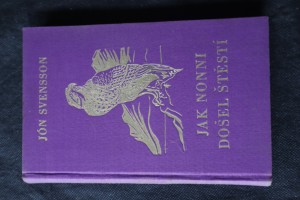 JÓN SVENSSON
JAK NONNI
DOŠEL ŠTĚSTÍ